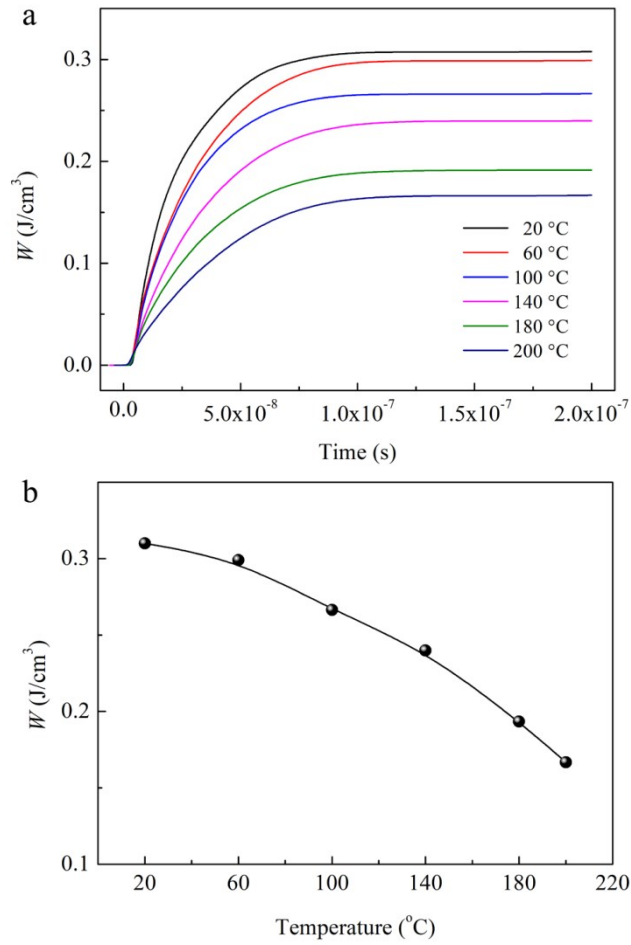 a
W (J/cm³)
0.3
0.2
0.1
0.0
20 °C
60 °C
100 °C
140 °C
180 °C
200 °C
0.0 5.0x10⁻⁸ 1.0x10⁻⁷ 1.5x10⁻⁷ 2.0x10⁻⁷
Time (s)
b
W (J/cm³)
0.3
0.2
0.1
20 60 100 140 180 220
Temperature (°C)